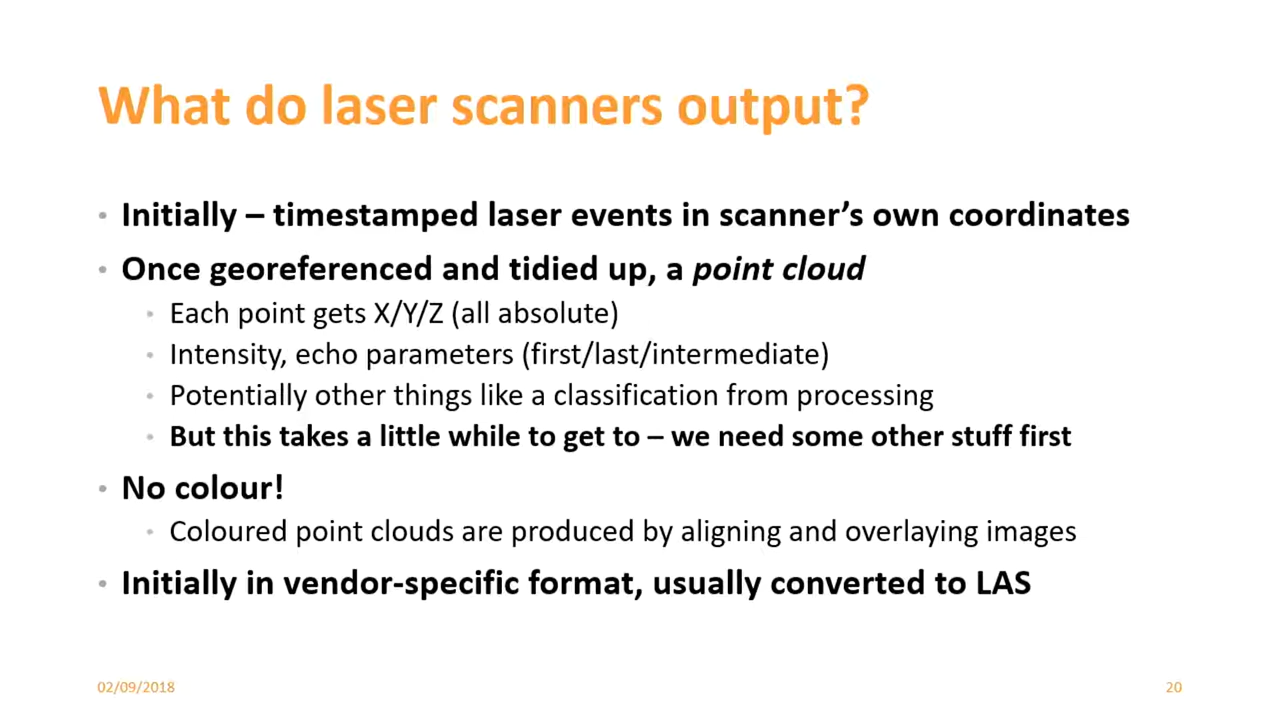 What do laser scanners output?
• Initially – timestamped laser events in scanner’s own coordinates
• Once georeferenced and tidied up, a point cloud
• Each point gets X/Y/Z (all absolute)
• Intensity, echo parameters (first/last/intermediate)
• Potentially other things like a classification from processing
• But this takes a little while to get to – we need some other stuff first
• No colour!
• Coloured point clouds are produced by aligning and overlaying images
• Initially in vendor-specific format, usually converted to LAS
02/09/2018
20